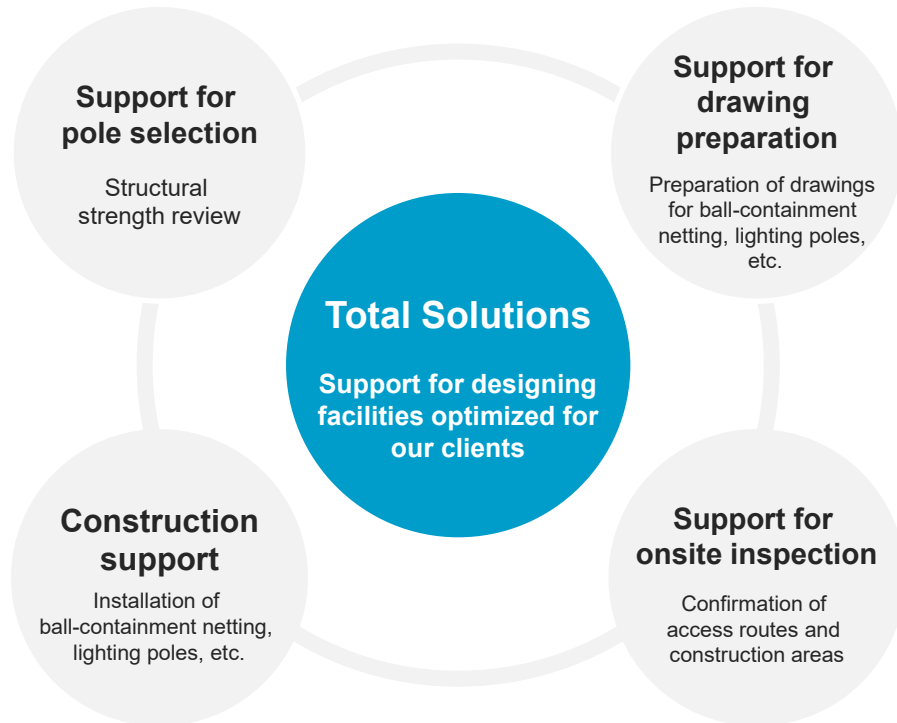 Support for
pole selection
Structural
strength review
Support for
drawing
preparation
Preparation of drawings
for ball-containment
netting, lighting poles,
etc.
Total Solutions
Support for designing
facilities optimized for
our clients
Construction
support
Installation of
ball-containment netting,
lighting poles, etc.
Support for
onsite inspection
Confirmation of
access routes and
construction areas